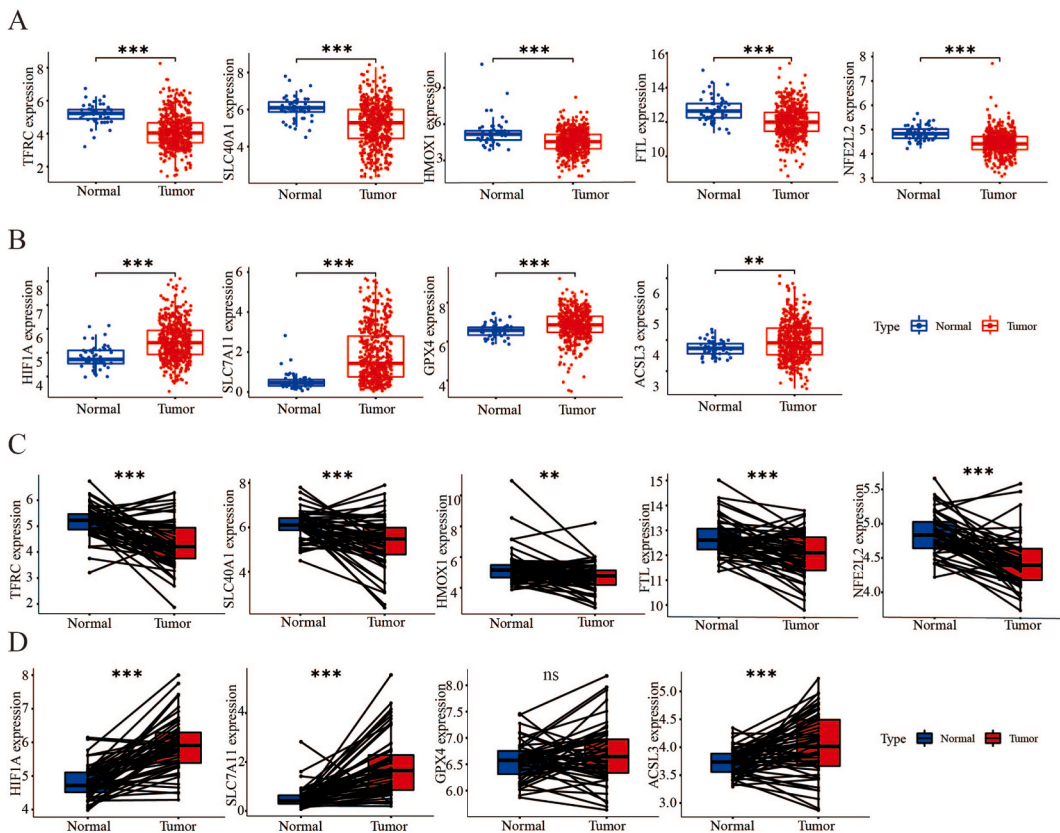 A
*** *** *** *** ***
TFRC expression 8 6 4 2 Normal Tumor
SLC40A1 expression 8 6 4 2 0 Normal Tumor
HMOX1 expression 11 9 7 5 3 Normal Tumor
FTL expression 16 14 12 10 Normal Tumor
NFE2L2 expression 8 7 6 5 4 3 Normal Tumor
B
*** *** *** **
HIF1A expression 8 7 6 5 4 Normal Tumor
SLC7A11 expression 6 4 2 0 Normal Tumor
GPX4 expression 8 6 4 Normal Tumor
ACSL3 expression 6 5 4 3 Normal Tumor
Type Normal Tumor
C
*** *** ** *** ***
TFRC expression 6 5 4 3 2 Normal Tumor
SLC40A1 expression 8 6 4 Normal Tumor
HMOX1 expression 10 8 6 4 Normal Tumor
FTL expression 15 14 13 12 11 10 Normal Tumor
NFE2L2 expression 5.5 5.0 4.5 4.0 Normal Tumor
D
*** *** ns ***
HIF1A expression 8 7 6 5 4 Normal Tumor
SLC7A11 expression 5 4 3 2 1 0 Normal Tumor
GPX4 expression 8.0 7.5 7.0 6.5 6.0 Normal Tumor
ACSL3 expression 5.0 4.5 4.0 3.5 3.0 Normal Tumor
Type Normal Tumor